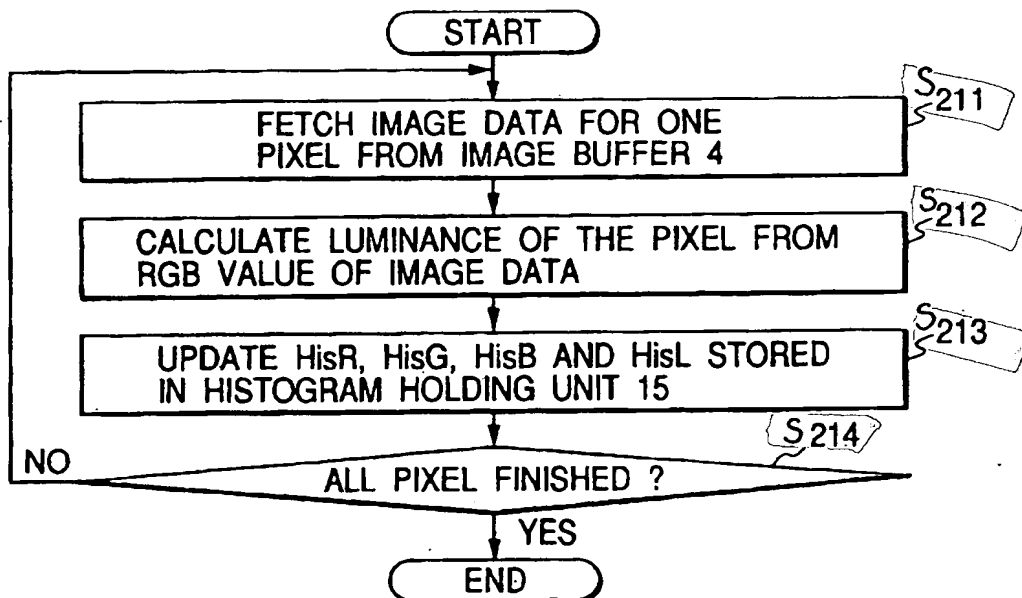 START
S211
FETCH IMAGE DATA FOR ONE
PIXEL FROM IMAGE BUFFER 4
S212
CALCULATE LUMINANCE OF THE PIXEL FROM
RGB VALUE OF IMAGE DATA
S213
UPDATE HisR, HisG, HisB AND HisL STORED
IN HISTOGRAM HOLDING UNIT 15
S214
NO
ALL PIXEL FINISHED ?
YES
END